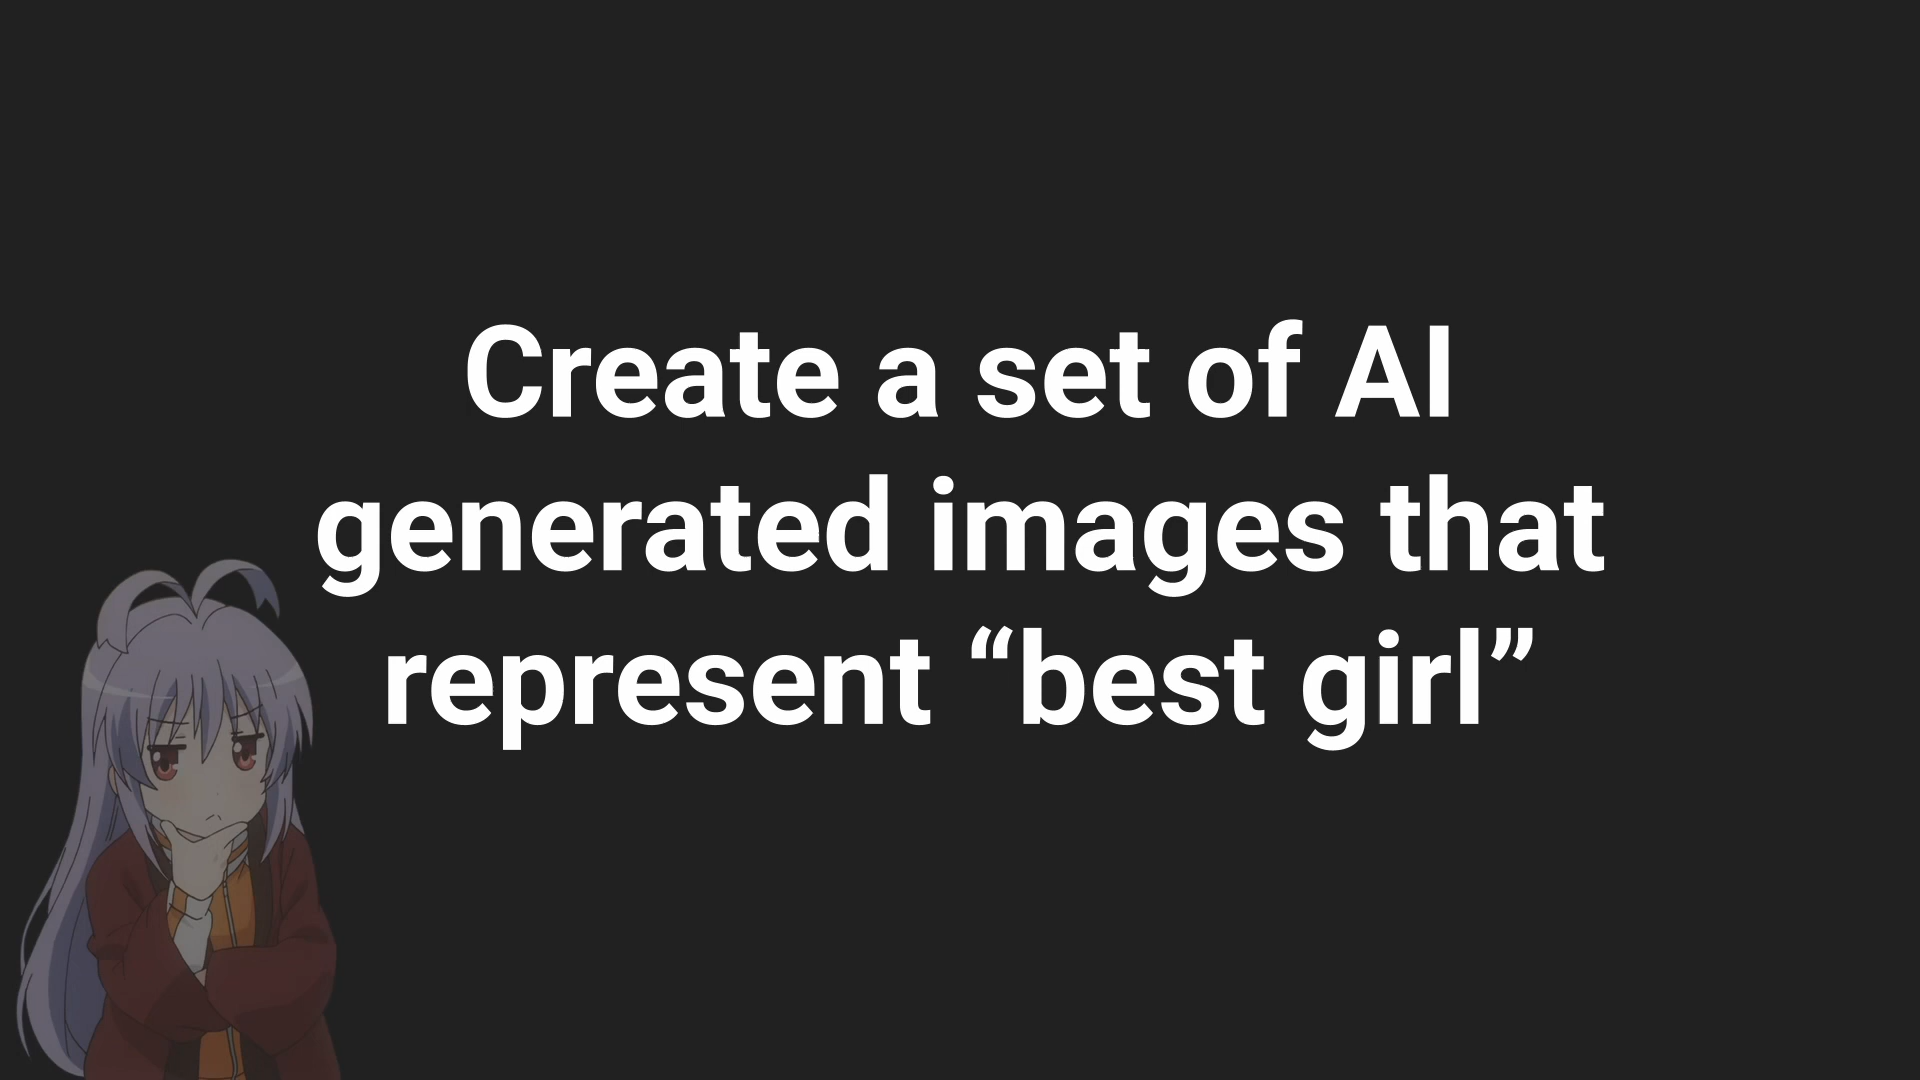 Create a set of AI
generated images that
represent “best girl”